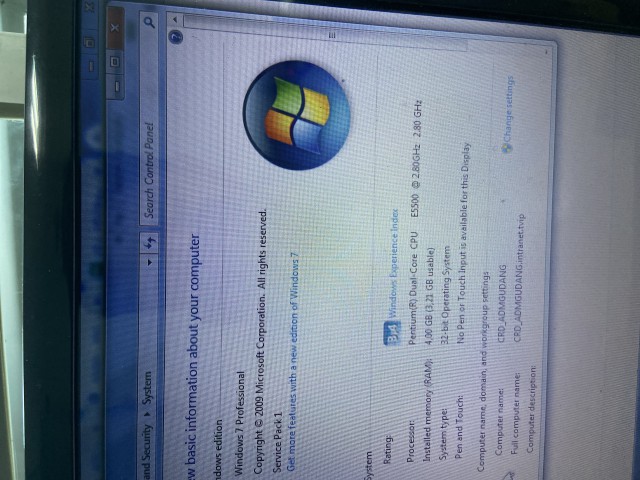 and Security ▸ System
Search Control Panel
w basic information about your computer
dows edition
Windows 7 Professional
Copyright © 2009 Microsoft Corporation. All rights reserved.
Service Pack 1
Get more features with a new edition of Windows 7
System
Rating:
3,4 Windows Experience Index
Processor: Pentium(R) Dual-Core CPU E5500 @ 2.80GHz 2.80 GHz
Installed memory (RAM): 4.00 GB (3.21 GB usable)
System type: 32-bit Operating System
Pen and Touch: No Pen or Touch Input is available for this Display
Computer name, domain, and workgroup settings
Computer name: CRD_ADMGUDANG
Change settings
Full computer name: CRD_ADMGUDANG.intranet.tvip
Computer description: